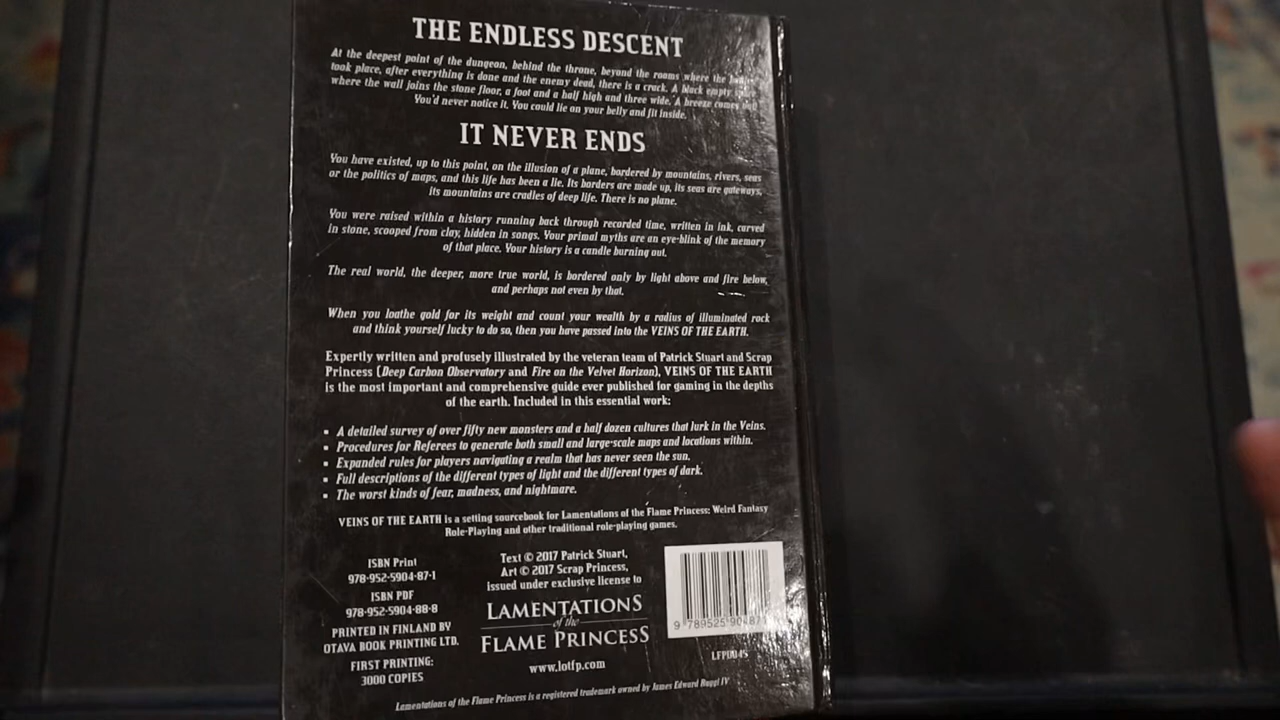 THE ENDLESS DESCENT
At the deepest point of the dungeon, behind the throne, beyond the rooms where the
took place, after everything is done and the enemy dead, there is a crack. A black empty
where the wall joins the stone floor, a foot and a half high and three wide. A breeze comes
You'd never notice it. You could lie on your belly and fit inside.
IT NEVER ENDS
You have existed, up to this point, on the illusion of a plane, bordered by mountains, rivers, seas
or the politics of maps, and this life has been a lie. Its borders are made up, its seas are gateways,
its mountains are cradles of deep life. There is no plane.
You were raised within a history running back through recorded time, written in ink, carved
in stone, scooped from clay, hidden in songs. Your primal myths are an eye-blink of the memory
of that place. Your history is a candle burning out.
The real world, the deeper, more true world, is bordered only by light above and fire below,
and perhaps not even by that.
When you loathe gold for its weight and count your wealth by a radius of illuminated rock
and think yourself lucky to do so, then you have passed into the VEINS OF THE EARTH.
Expertly written and profusely illustrated by the veteran team of Patrick Stuart and Scrap
Princess (Deep Carbon Observatory and Fire on the Velvet Horizon), VEINS OF THE EARTH
is the most important and comprehensive guide ever published for gaming in the depths
of the earth. Included in this essential work:
▪ A detailed survey of over fifty new monsters and a half dozen cultures that lurk in the Veins.
▪ Procedures for Referees to generate both small and large-scale maps and locations within.
▪ Expanded rules for players navigating a realm that has never seen the sun.
▪ Full descriptions of the different types of light and the different types of dark.
▪ The worst kinds of fear, madness, and nightmare.
VEINS OF THE EARTH is a setting sourcebook for Lamentations of the Flame Princess: Weird Fantasy
Role-Playing and other traditional role-playing games.
ISBN Print
978-952-5904-87-1
ISBN PDF
978-952-5904-88-8
PRINTED IN FINLAND BY
OTAVA BOOK PRINTING LTD.
FIRST PRINTING:
3000 COPIES
Text © 2017 Patrick Stuart,
Art © 2017 Scrap Princess,
issued under exclusive license to
LAMENTATIONS
of the
FLAME PRINCESS
www.lotfp.com
9 789525 90487
LFP0045
Lamentations of the Flame Princess is a registered trademark owned by James Edward Raggi IV